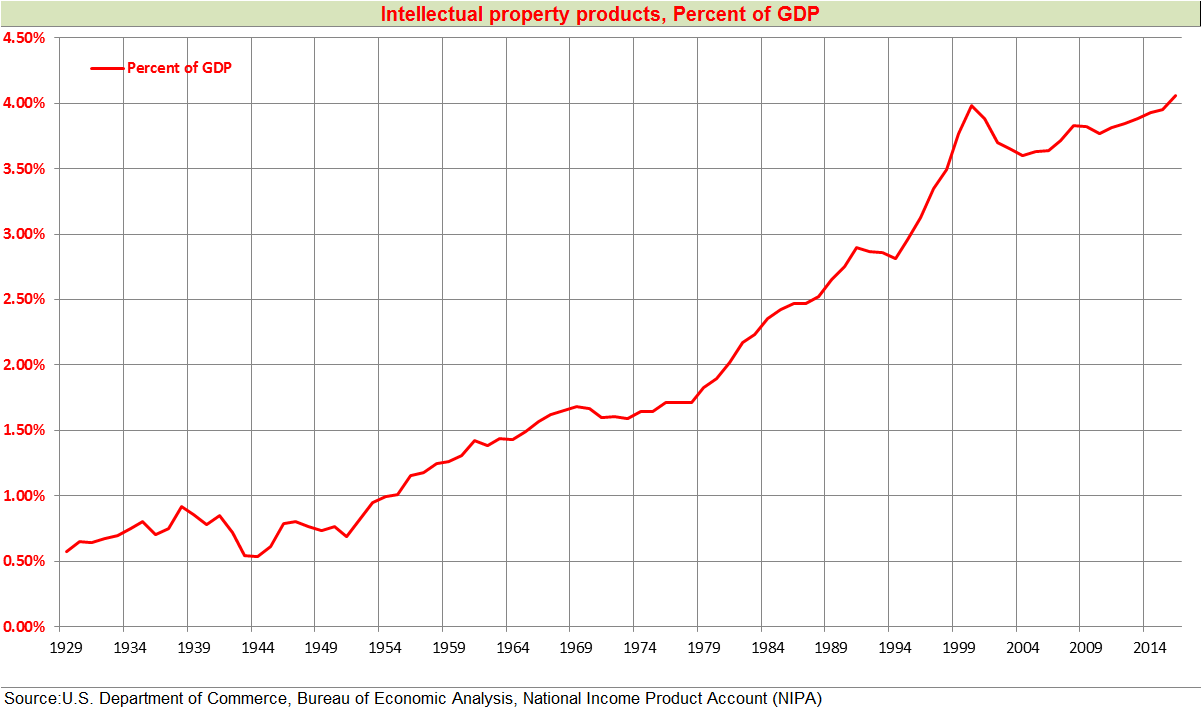 Intellectual property products, Percent of GDP
4.50%
Percent of GDP
4.00%
3.50%
3.00%
2.50%
2.00%
1.50%
1.00%
0.50%
0.00%
1929 1934 1939 1944 1949 1954 1959 1964 1969 1974 1979 1984 1989 1994 1999 2004 2009 2014
Source:U.S. Department of Commerce, Bureau of Economic Analysis, National Income Product Account (NIPA)